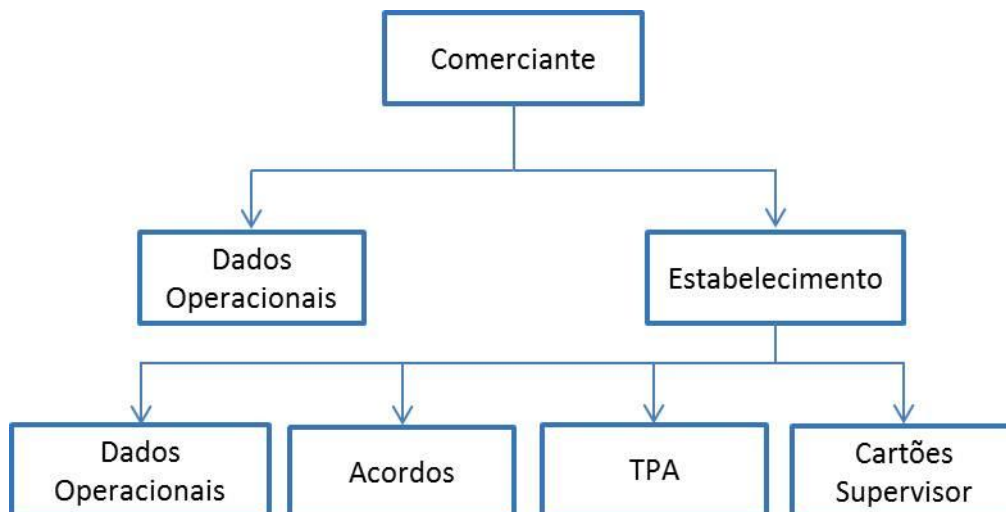 Comerciante
Dados
Operacionais
Estabelecimento
Dados
Operacionais
Acordos
TPA
Cartões
Supervisor